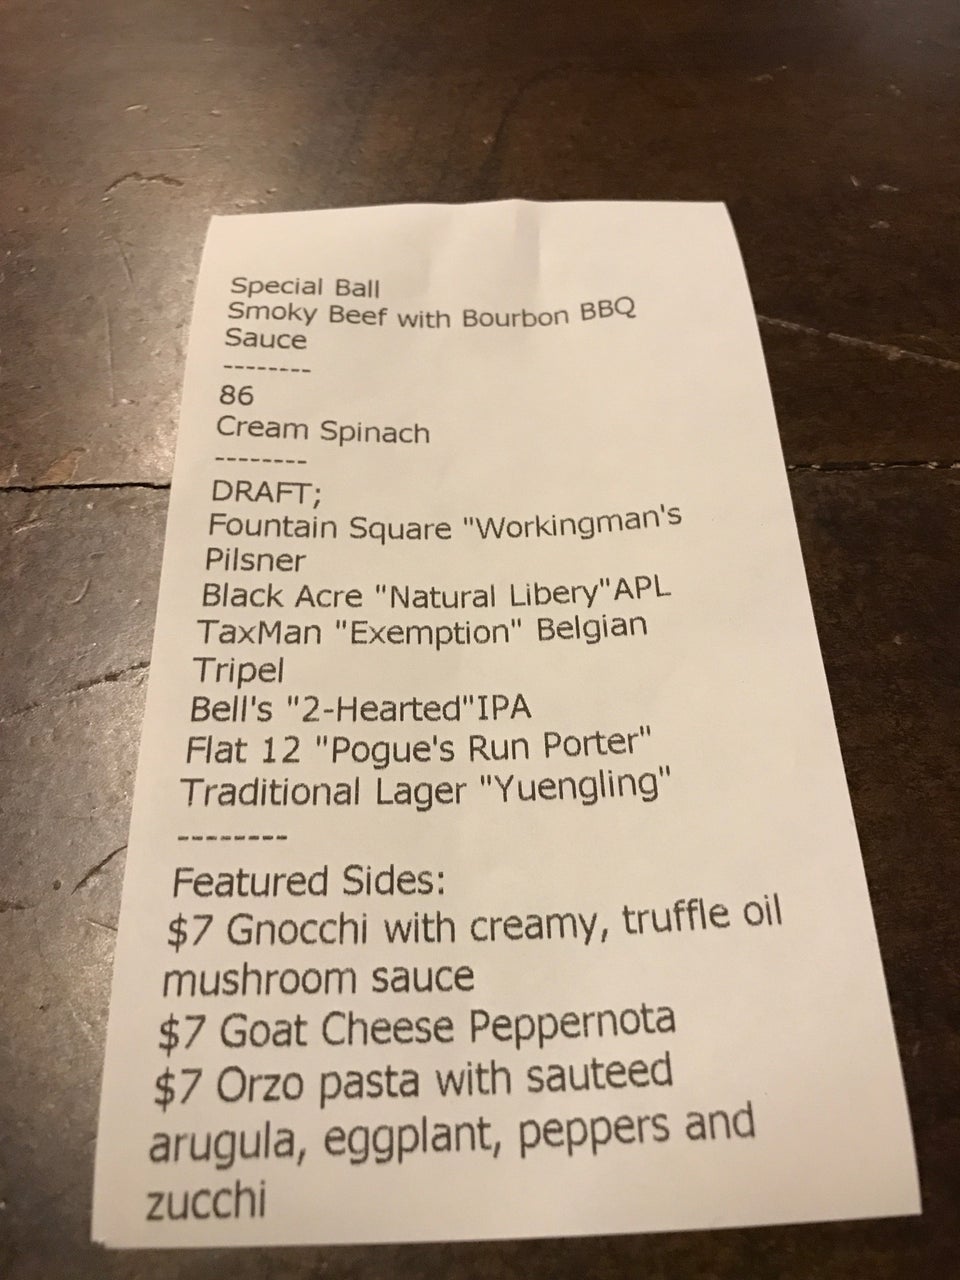 Special Ball
Smoky Beef with Bourbon BBQ
Sauce
--------
86
Cream Spinach
--------
DRAFT;
Fountain Square "Workingman's
Pilsner
Black Acre "Natural Libery"APL
TaxMan "Exemption" Belgian
Tripel
Bell's "2-Hearted"IPA
Flat 12 "Pogue's Run Porter"
Traditional Lager "Yuengling"
--------
Featured Sides:
$7 Gnocchi with creamy, truffle oil
mushroom sauce
$7 Goat Cheese Peppernota
$7 Orzo pasta with sauteed
arugula, eggplant, peppers and
zucchi